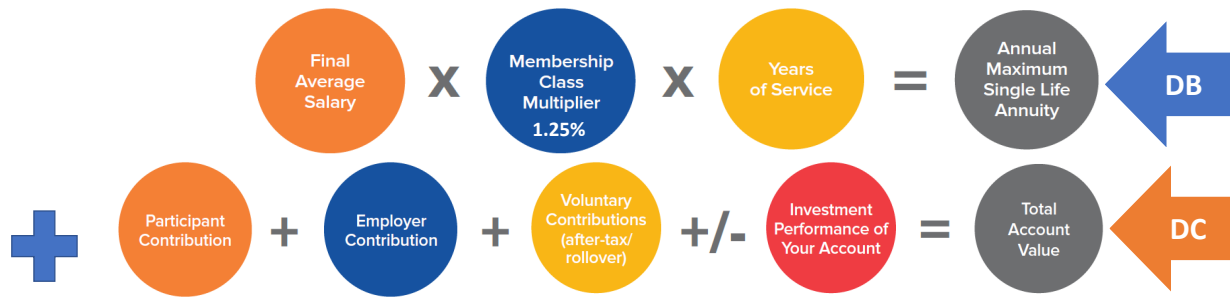 Final
Average
Salary
X
Membership
Class
Multiplier
1.25%
X
Years
of Service
=
Annual
Maximum
Single Life
Annuity
DB
Participant
Contribution
+
Employer
Contribution
+
Voluntary
Contributions
(after-tax/
rollover)
+/-
Investment
Performance of
Your Account
=
Total
Account
Value
DC